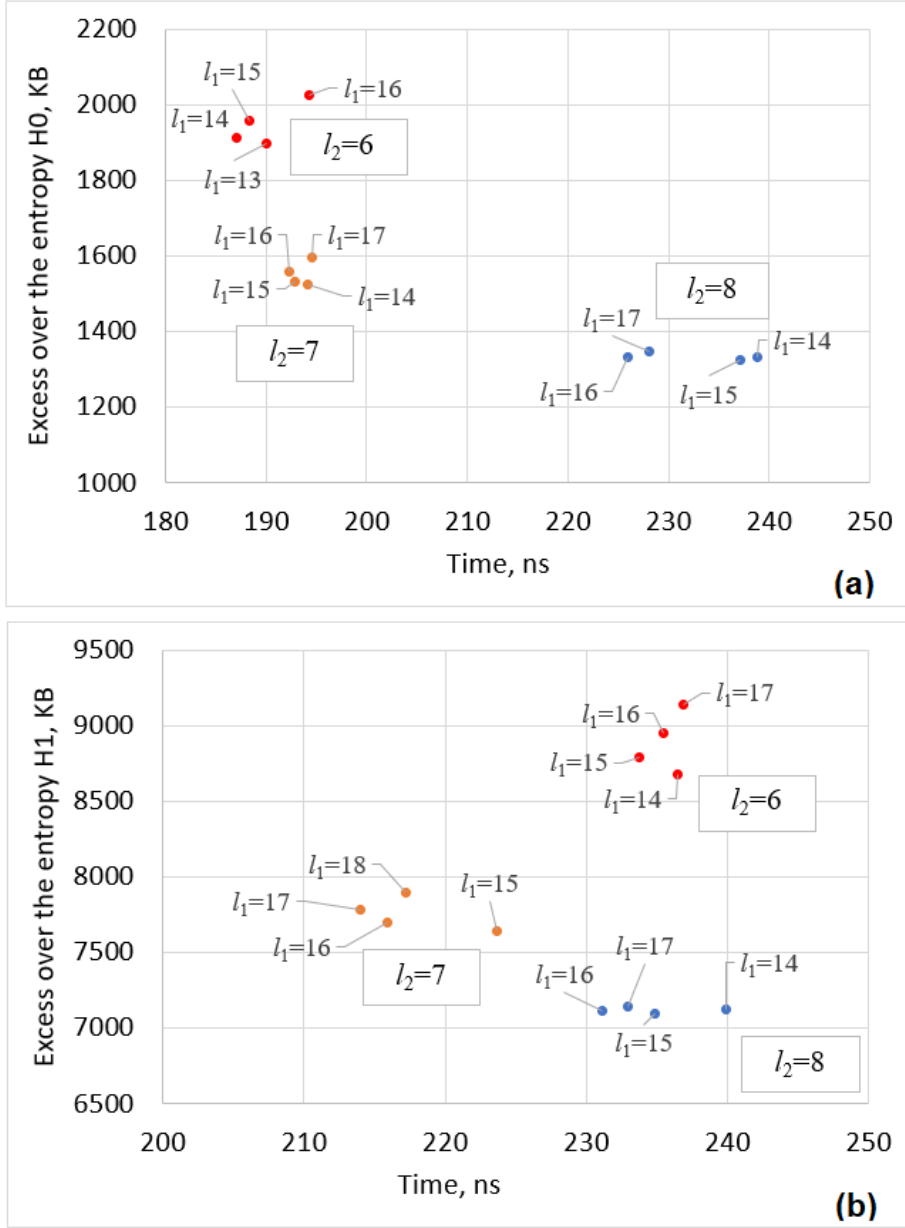 2200
l₁=15
2000
l₁=16
l₁=14
l₂=6
1800
l₁=13
l₁=16
l₁=17
1600
l₁=15
l₁=14
l₂=8
l₂=7
l₁=17
l₁=14
1400
l₁=16
l₁=15
1200
1000
Excess over the entropy H0, KB
180 190 200 210 220 230 240 250
Time, ns
(a)
9500
9000
l₁=17
l₁=16
l₁=15
8500
l₁=14
l₂=6
8000
l₁=18
l₁=15
l₁=17
l₁=16
7500
l₂=7
l₁=17
l₁=16
l₁=14
7000
l₁=15
l₂=8
6500
Excess over the entropy H1, KB
200 210 220 230 240 250
Time, ns
(b)